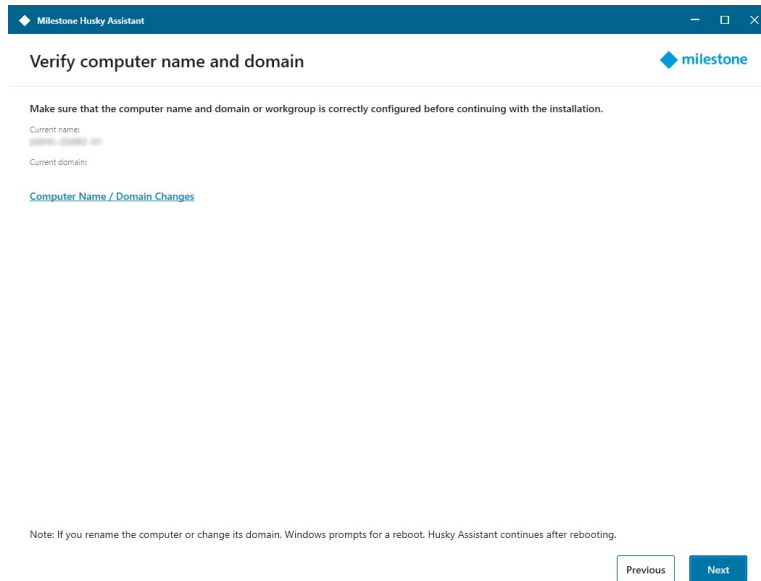 Milestone Husky Assistant
Verify computer name and domain
milestone
Make sure that the computer name and domain or workgroup is correctly configured before continuing with the installation.
Current name:
Current domain:
Computer Name / Domain Changes
Note: If you rename the computer or change its domain, Windows prompts for a reboot. Husky Assistant continues after rebooting.
Previous
Next